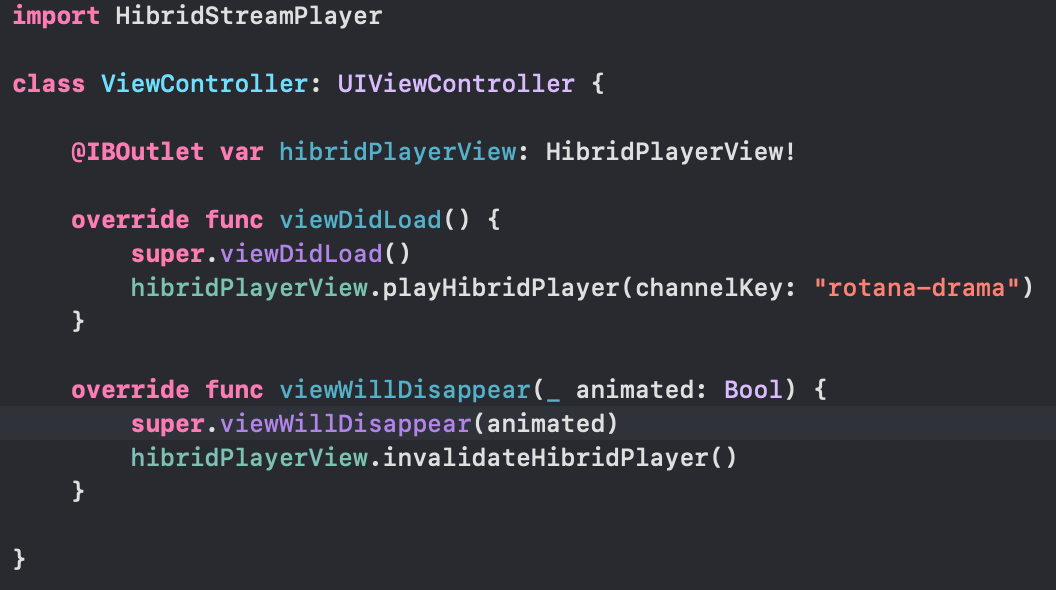 import HibridStreamPlayer
class ViewController: UIViewController {
@IBOutlet var hibridPlayerView: HibridPlayerView!
override func viewDidLoad() {
super.viewDidLoad()
hibridPlayerView.playHibridPlayer(channelKey: "rotana-drama")
}
override func viewWillDisappear(_ animated: Bool) {
super.viewWillDisappear(animated)
hibridPlayerView.invalidateHibridPlayer()
}
}